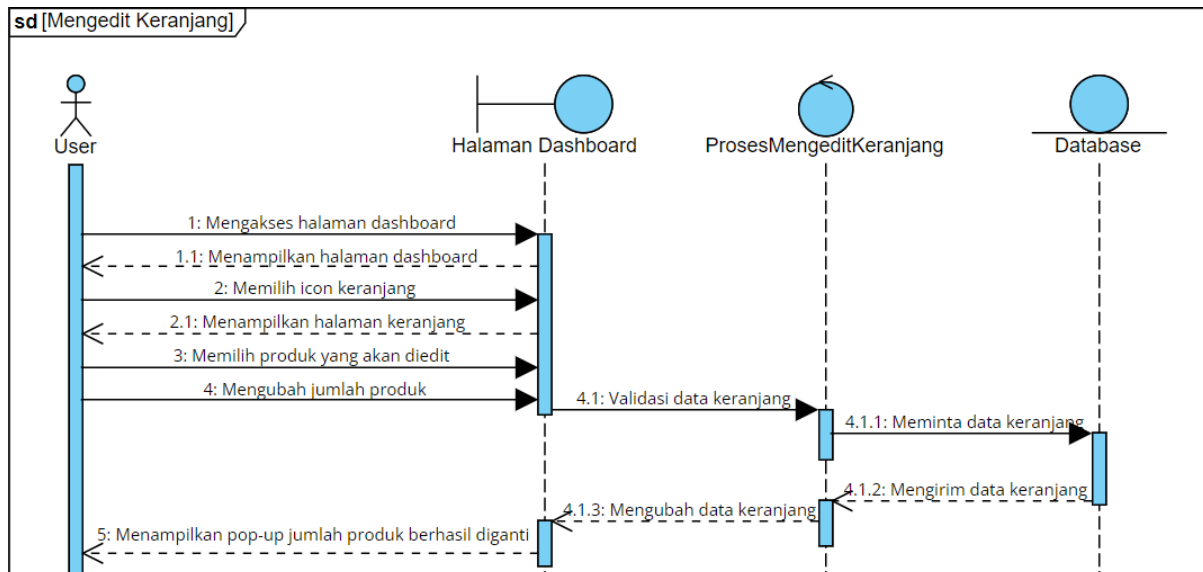 sd [Mengedit Keranjang]
User
Halaman Dashboard
ProsesMengeditKeranjang
Database
1: Mengakses halaman dashboard
1.1: Menampilkan halaman dashboard
2: Memilih icon keranjang
2.1: Menampilkan halaman keranjang
3: Memilih produk yang akan diedit
4: Mengubah jumlah produk
4.1: Validasi data keranjang
4.1.1: Meminta data keranjang
4.1.2: Mengirim data keranjang
4.1.3: Mengubah data keranjang
5: Menampilkan pop-up jumlah produk berhasil diganti